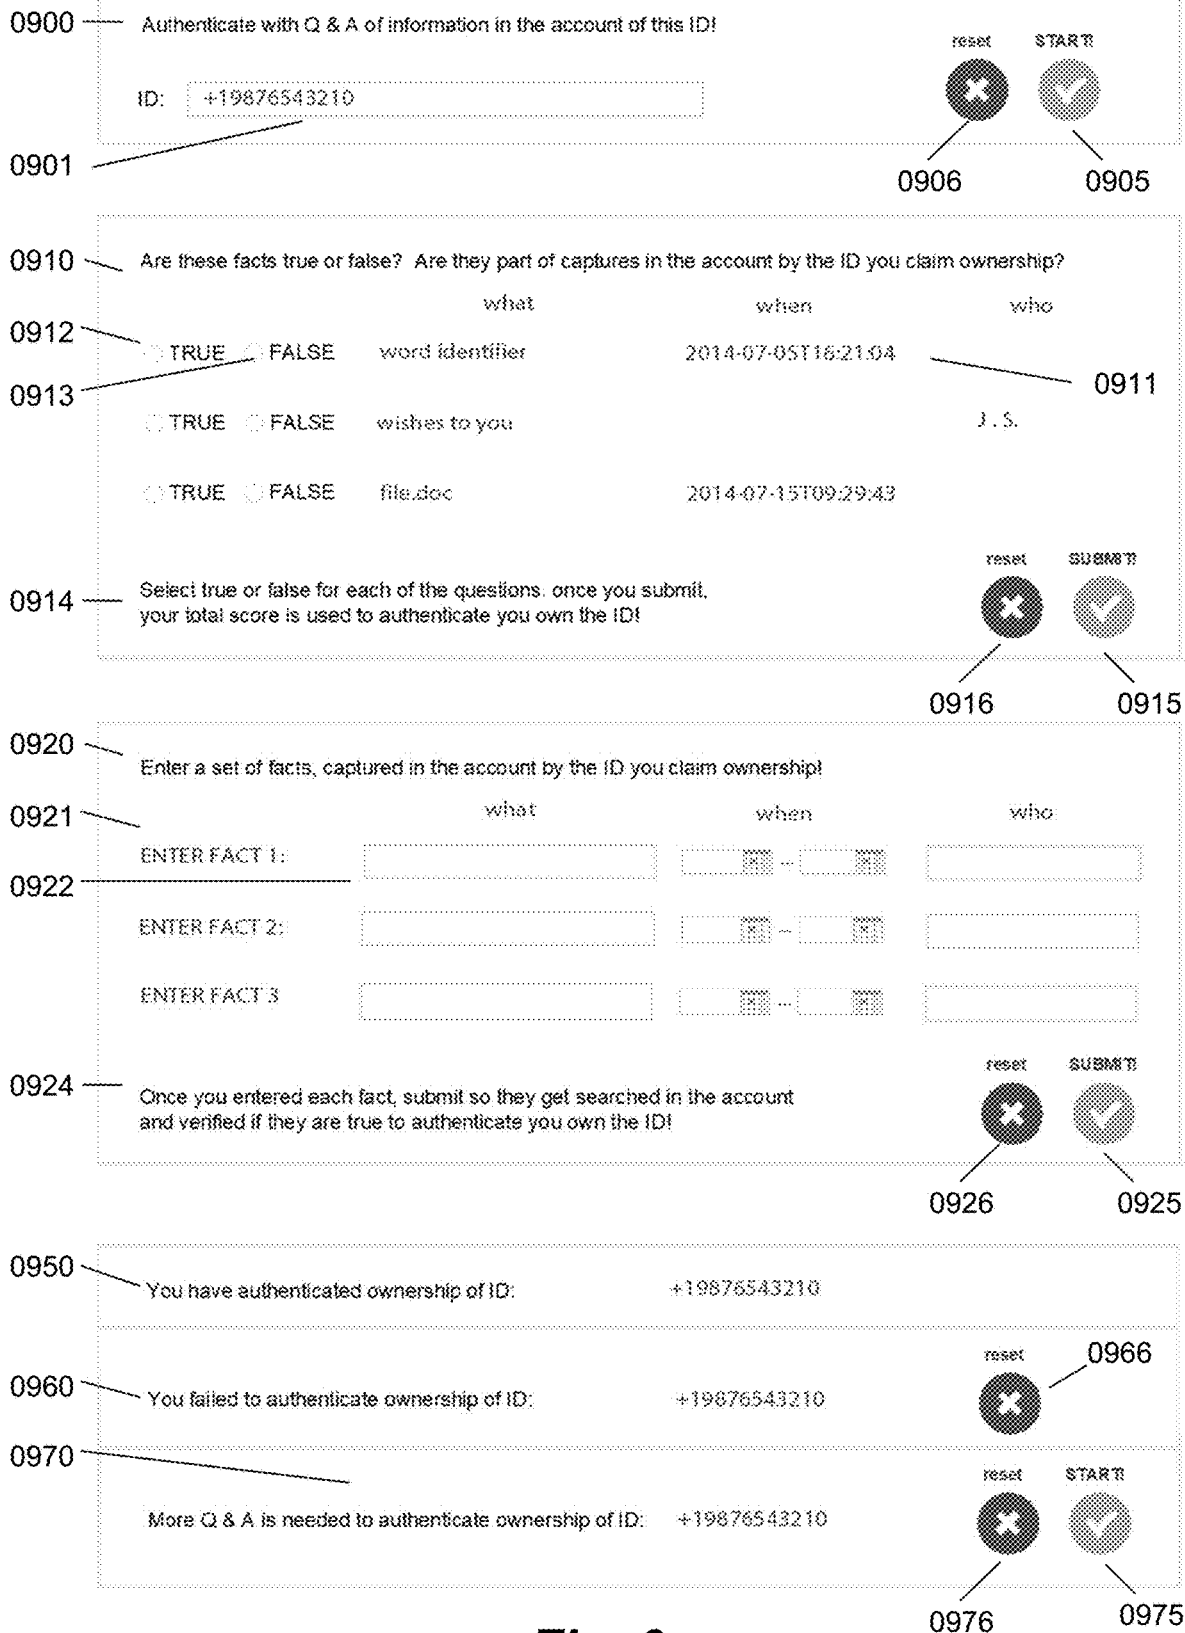 0900 Authenticate with Q & A of information in the account of this ID!
reset START!
ID: +19876543210
0901
0906 0905
0910 Are these facts true or false? Are they part of captures in the account by the ID you claim ownership?
what when who
0912
TRUE FALSE word identifier 2014-07-05T16:21:04
0913 0911
TRUE FALSE wishes to you J. S.
TRUE FALSE file.doc 2014-07-15T09:29:43
reset SUBMIT!
0914 Select true or false for each of the questions. once you submit,
your total score is used to authenticate you own the ID!
0916 0915
0920
Enter a set of facts, captured in the account by the ID you claim ownership!
what when who
0921
ENTER FACT 1: --
0922
ENTER FACT 2: --
ENTER FACT 3 --
reset SUBMIT!
0924 Once you entered each fact, submit so they get searched in the account
and verified if they are true to authenticate you own the ID!
0926 0925
0950
You have authenticated ownership of ID: +19876543210
reset 0966
0960 You failed to authenticate ownership of ID: +19876543210
0970
reset START!
More Q & A is needed to authenticate ownership of ID: +19876543210
0976 0975